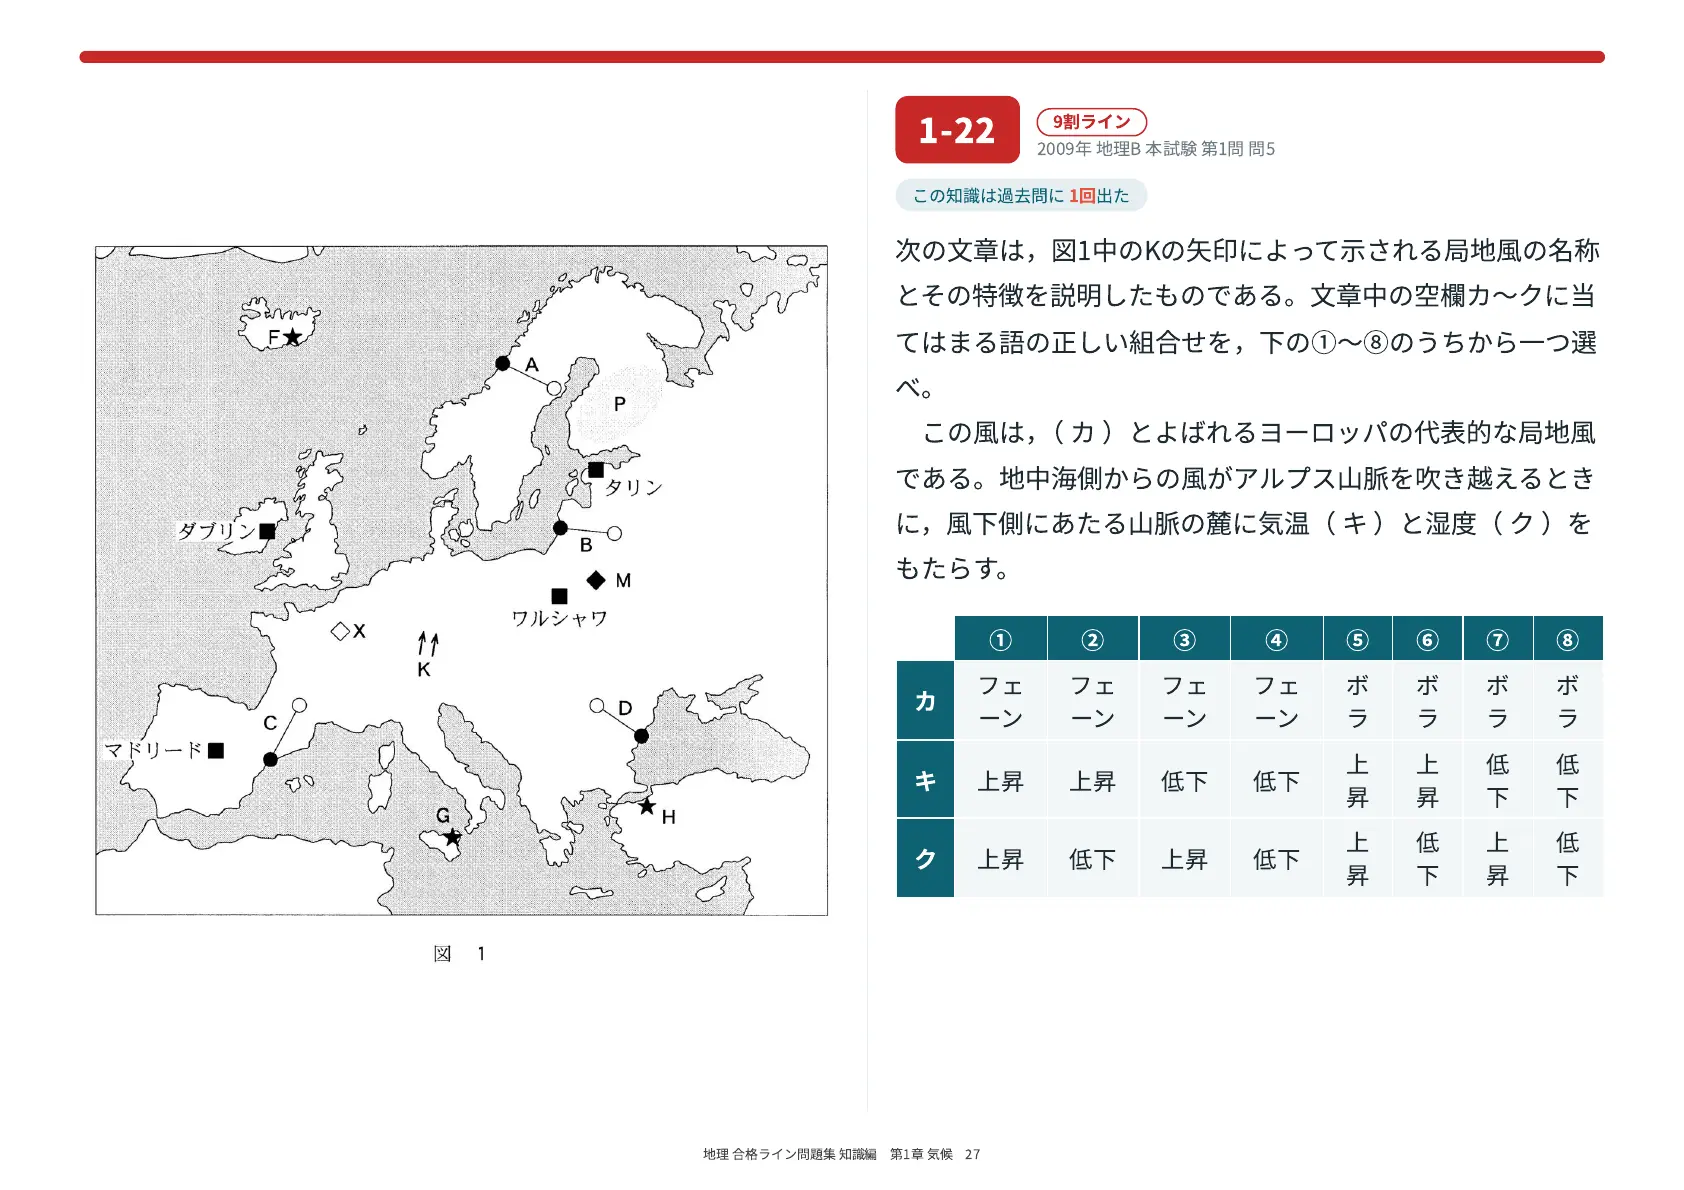 F
A
P
タリン
ダブリン
B
M
ワルシャワ
X
K
C
D
マドリード
G
H
図 1
1-22
9割ライン
2009年 地理B 本試験 第1問 問5
この知識は過去問に 1回出た
次の文章は，図1中のKの矢印によって示される局地風の名称
とその特徴を説明したものである。文章中の空欄カ〜クに当
てはまる語の正しい組合せを，下の①〜⑧のうちから一つ選
べ。
この風は，（ カ ）とよばれるヨーロッパの代表的な局地風
である。地中海側からの風がアルプス山脈を吹き越えるとき
に，風下側にあたる山脈の麓に気温（ キ ）と湿度（ ク ）を
もたらす。
① ② ③ ④ ⑤ ⑥ ⑦ ⑧
カ フェーン フェーン フェーン フェーン ボラ ボラ ボラ ボラ
キ 上昇 上昇 低下 低下 上昇 上昇 低下 低下
ク 上昇 低下 上昇 低下 上昇 低下 上昇 低下
地理 合格ライン問題集 知識編 第1章 気候 27